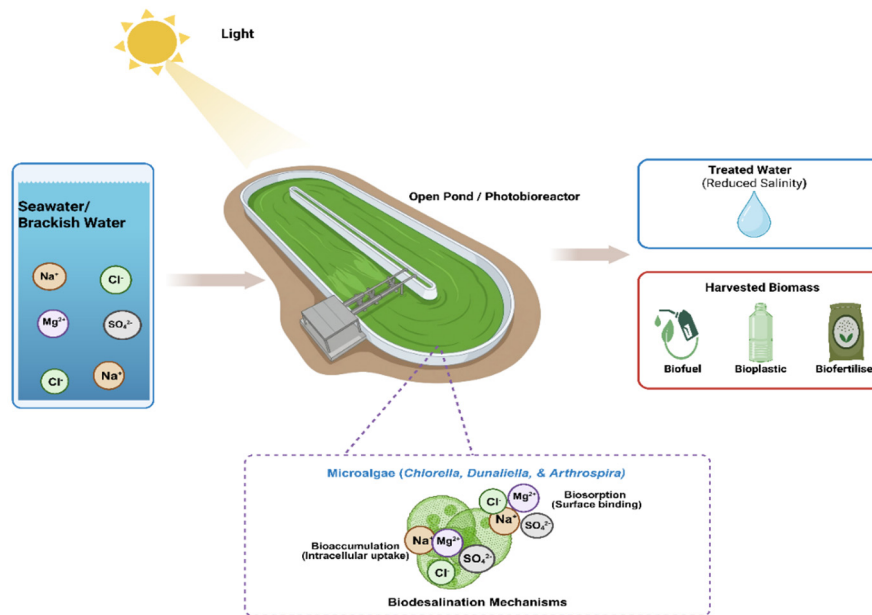 Light
Seawater/
Brackish Water
Na⁺
Cl⁻
Mg²⁺
SO₄²⁻
Cl⁻
Na⁺
Open Pond / Photobioreactor
Treated Water
(Reduced Salinity)
Harvested Biomass
Biofuel
Bioplastic
Biofertilise
Microalgae (Chlorella, Dunaliella, & Arthrospira)
Cl⁻
Mg²⁺
Na⁺
SO₄²⁻
Biosorption
(Surface binding)
Bioaccumulation
(Intracellular uptake)
Na⁺
Mg²⁺
SO₄²⁻
Cl⁻
Biodesalination Mechanisms